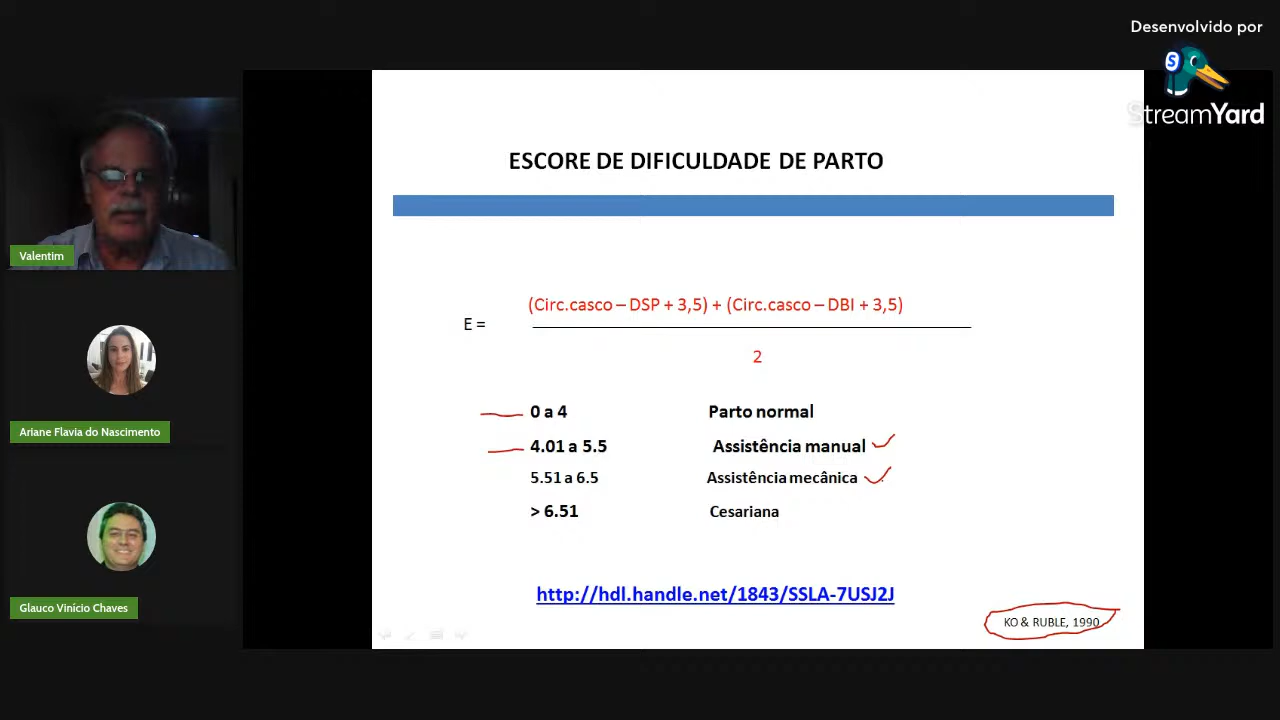 Desenvolvido por
StreamYard
Valentim
Ariane Flavia do Nascimento
Glauco Vinício Chaves
ESCORE DE DIFICULDADE DE PARTO
(Circ.casco – DSP + 3,5) + (Circ.casco – DBI + 3,5)
E =
2
0 a 4 Parto normal
4.01 a 5.5 Assistência manual
5.51 a 6.5 Assistência mecânica
> 6.51 Cesariana
http://hdl.handle.net/1843/SSLA-7USJ2J
KO & RUBLE, 1990